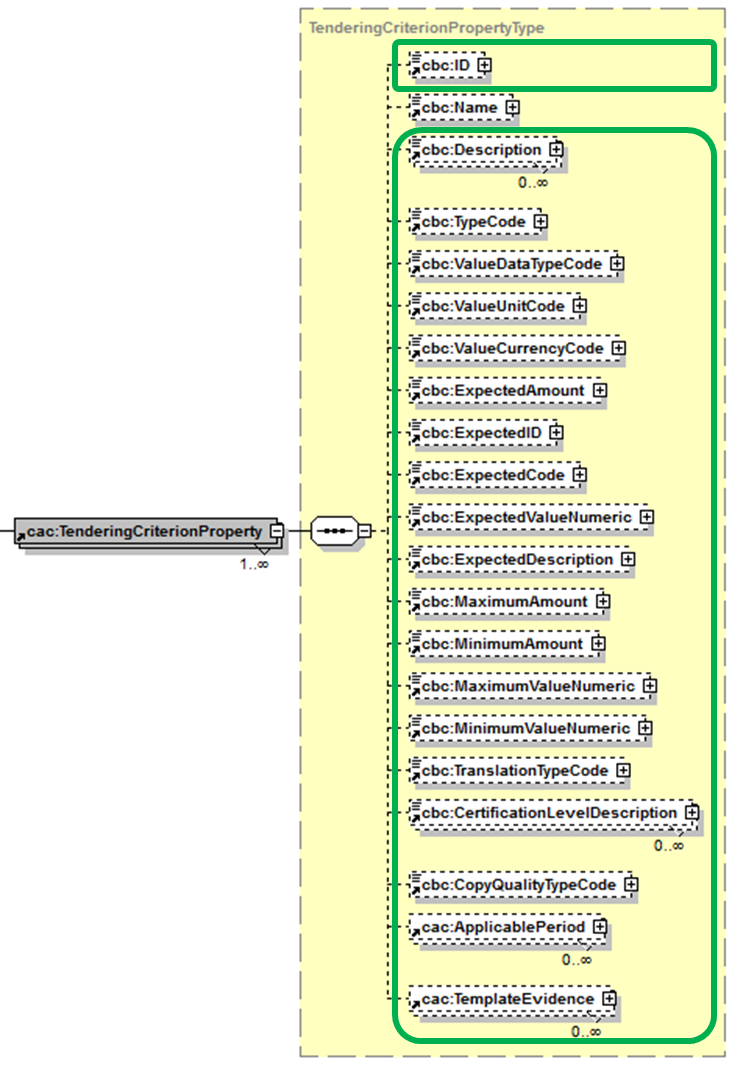 TenderingCriterionPropertyType
cbc:ID
cbc:Name
cbc:Description
0..∞
cbc:TypeCode
cbc:ValueDataTypeCode
cbc:ValueUnitCode
cbc:ValueCurrencyCode
cbc:ExpectedAmount
cbc:ExpectedID
cbc:ExpectedCode
cbc:ExpectedValueNumeric
cac:TenderingCriterionProperty
1..∞
cbc:ExpectedDescription
cbc:MaximumAmount
cbc:MinimumAmount
cbc:MaximumValueNumeric
cbc:MinimumValueNumeric
cbc:TranslationTypeCode
cbc:CertificationLevelDescription
0..∞
cbc:CopyQualityTypeCode
cac:ApplicablePeriod
0..∞
cac:TemplateEvidence
0..∞